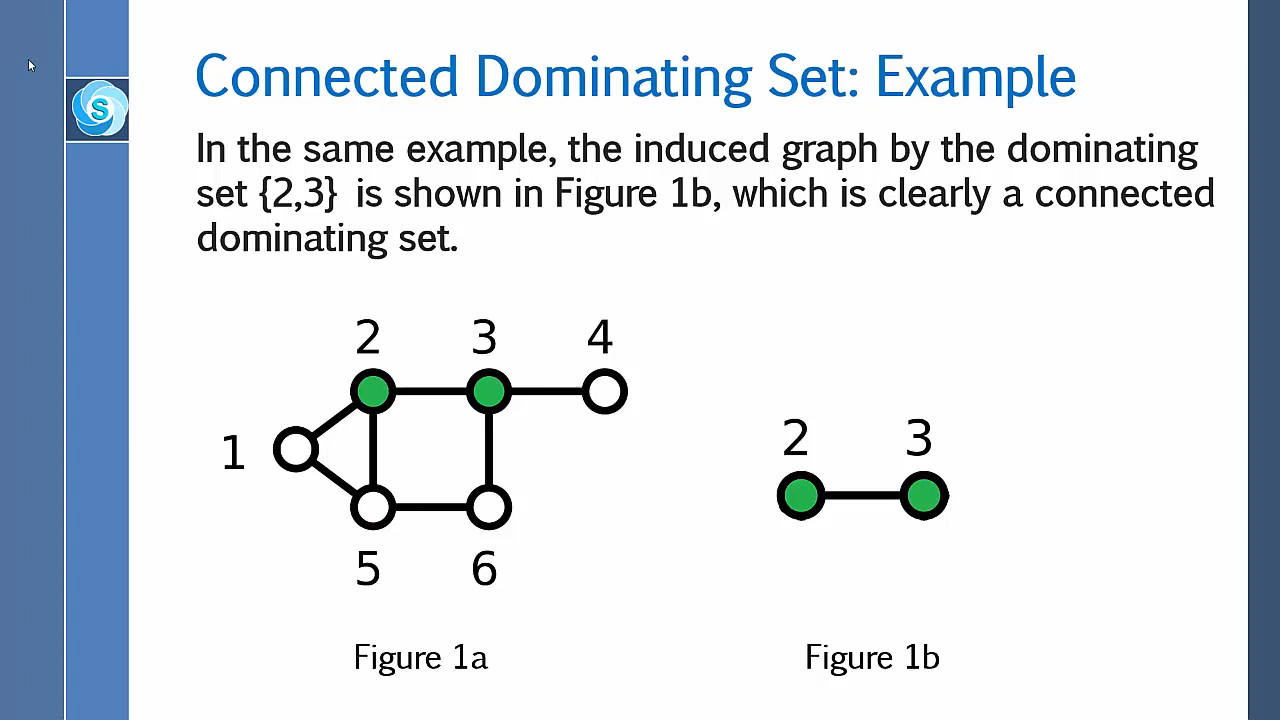 S
Connected Dominating Set: Example
In the same example, the induced graph by the dominating
set {2,3} is shown in Figure 1b, which is clearly a connected
dominating set.
2 3 4
1
5 6
2 3
Figure 1a
Figure 1b